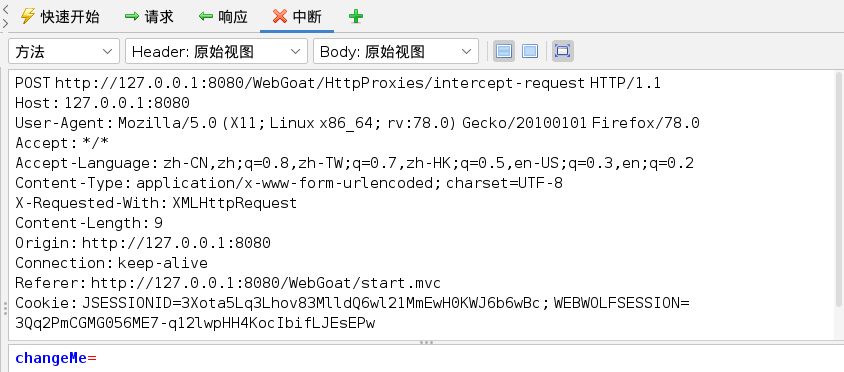 快速开始 请求 响应 中断
方法 Header: 原始视图 Body: 原始视图
POST http://127.0.0.1:8080/WebGoat/HttpProxies/intercept-request HTTP/1.1
Host: 127.0.0.1:8080
User-Agent: Mozilla/5.0 (X11; Linux x86_64; rv:78.0) Gecko/20100101 Firefox/78.0
Accept: */*
Accept-Language: zh-CN,zh;q=0.8,zh-TW;q=0.7,zh-HK;q=0.5,en-US;q=0.3,en;q=0.2
Content-Type: application/x-www-form-urlencoded; charset=UTF-8
X-Requested-With: XMLHttpRequest
Content-Length: 9
Origin: http://127.0.0.1:8080
Connection: keep-alive
Referer: http://127.0.0.1:8080/WebGoat/start.mvc
Cookie: JSESSIONID=3Xota5Lq3Lhov83MlldQ6wl21MmEwH0KWJ6b6wBc; WEBWOLFSESSION=
3Qq2PmCGMG056ME7-q12lwpHH4KocIbifLJEsEPw
changeMe=